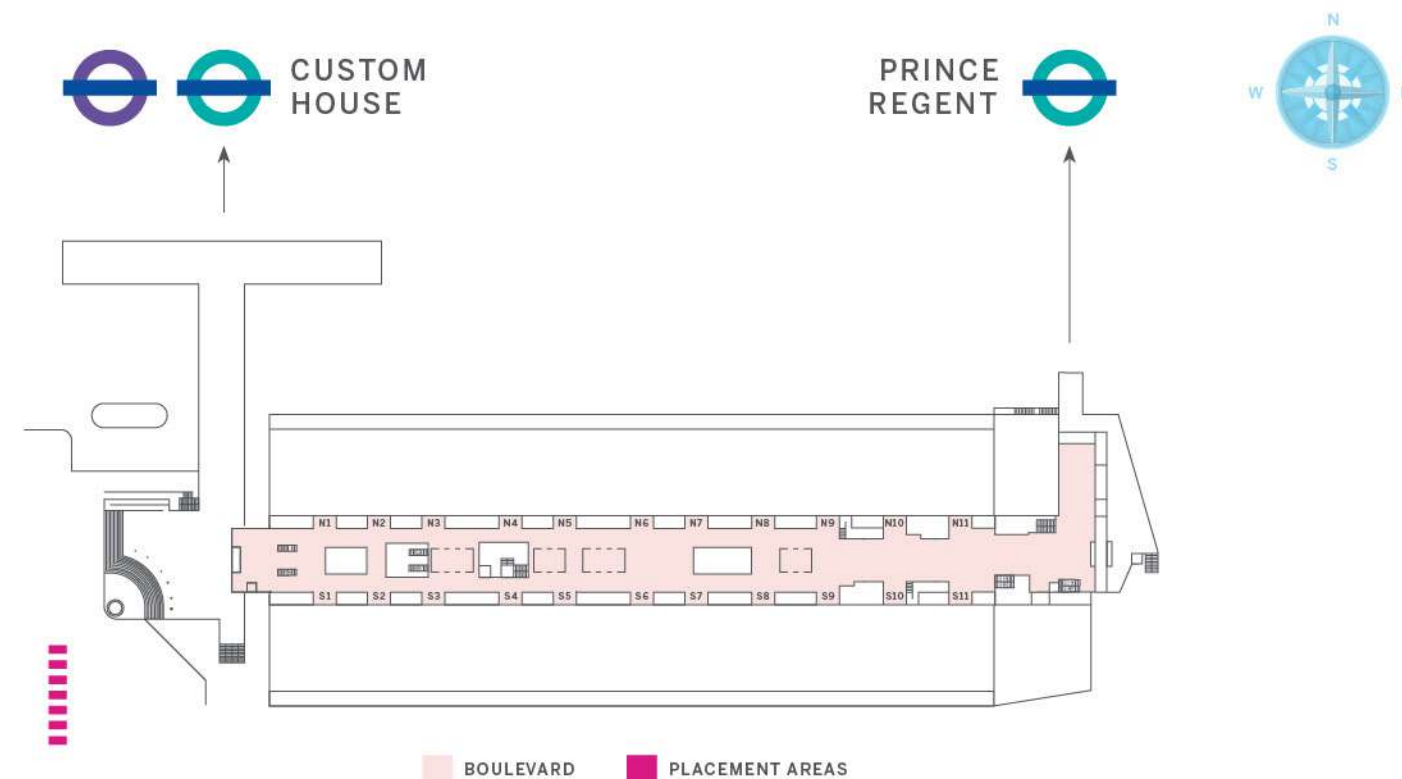 N
CUSTOM
HOUSE
PRINCE
REGENT
W
S
N1 N2 N3 N4 N5 N6 N7 N8 N9 N10 N11
S1 S2 S3 S4 S5 S6 S7 S8 S9 S10 S11
BOULEVARD PLACEMENT AREAS